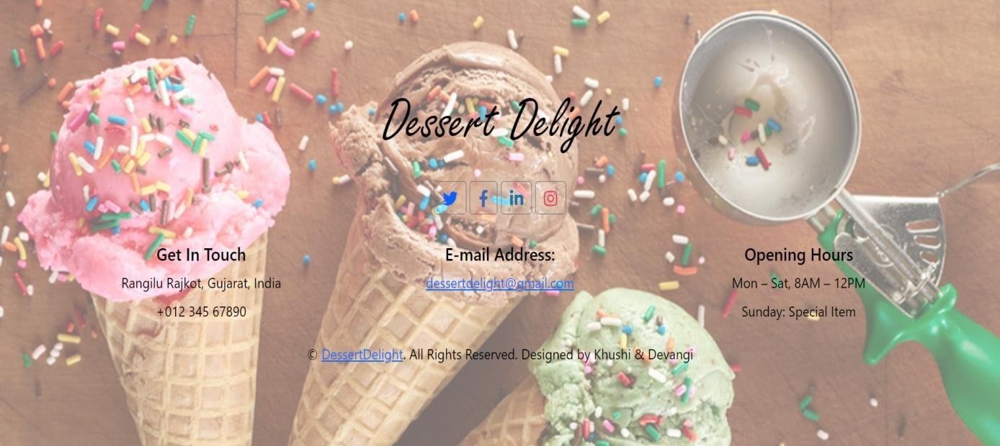 Dessert Delight
Get In Touch
Rangilu Rajkot, Gujarat, India
+012 345 67890
E-mail Address:
dessertdelight@gmail.com
Opening Hours
Mon – Sat, 8AM – 12PM
Sunday: Special Item
© DessertDelight. All Rights Reserved. Designed by Khushi & Devangi